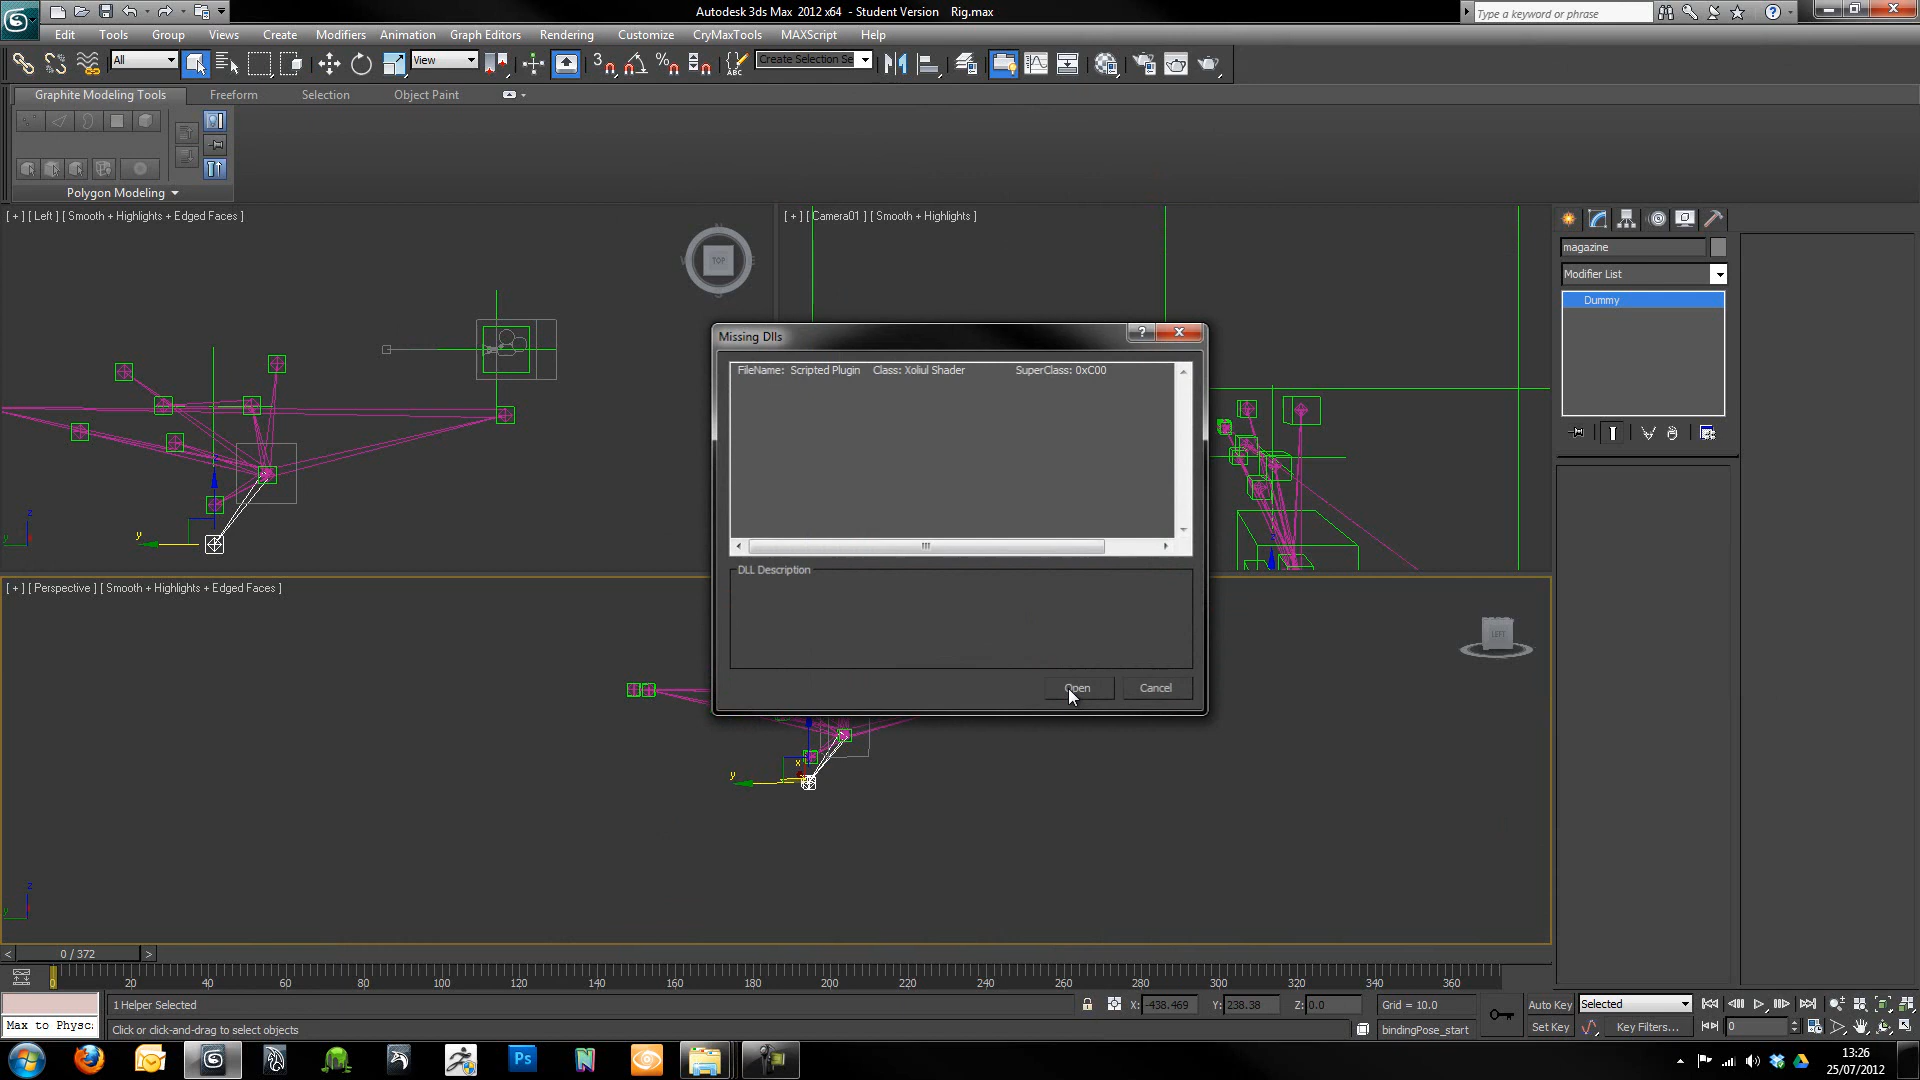 Autodesk 3ds Max 2012 x64 - Student Version Rig.max
Type a keyword or phrase
Edit Tools Group Views Create Modifiers Animation Graph Editors Rendering Customize CryMaxTools MAXScript Help
All View Create Selection Se
Graphite Modeling Tools Freeform Selection Object Paint
Polygon Modeling
[ + ] [ Left ] [ Smooth + Highlights + Edged Faces ]
[ + ] [ Camera01 ] [ Smooth + Highlights ]
TOP
magazine
Modifier List
Dummy
Missing Dlls
FileName: Scripted Plugin Class: Xoliul Shader SuperClass: 0xC00
DLL Description
Open Cancel
z
y
y
[ + ] [ Perspective ] [ Smooth + Highlights + Edged Faces ]
LEFT
x
y
z
y
< 0 / 372 >
0 20 40 60 80 100 120 140 160 180 200 220 240 260 280 300 320 340 360
1 Helper Selected
X: -438.469 Y: 238.38 Z: 0.0 Grid = 10.0
Auto Key Selected
Max to Physc:
Click or click-and-drag to select objects
bindingPose_start
Set Key Key Filters... 0
Ps
13:26
25/07/2012